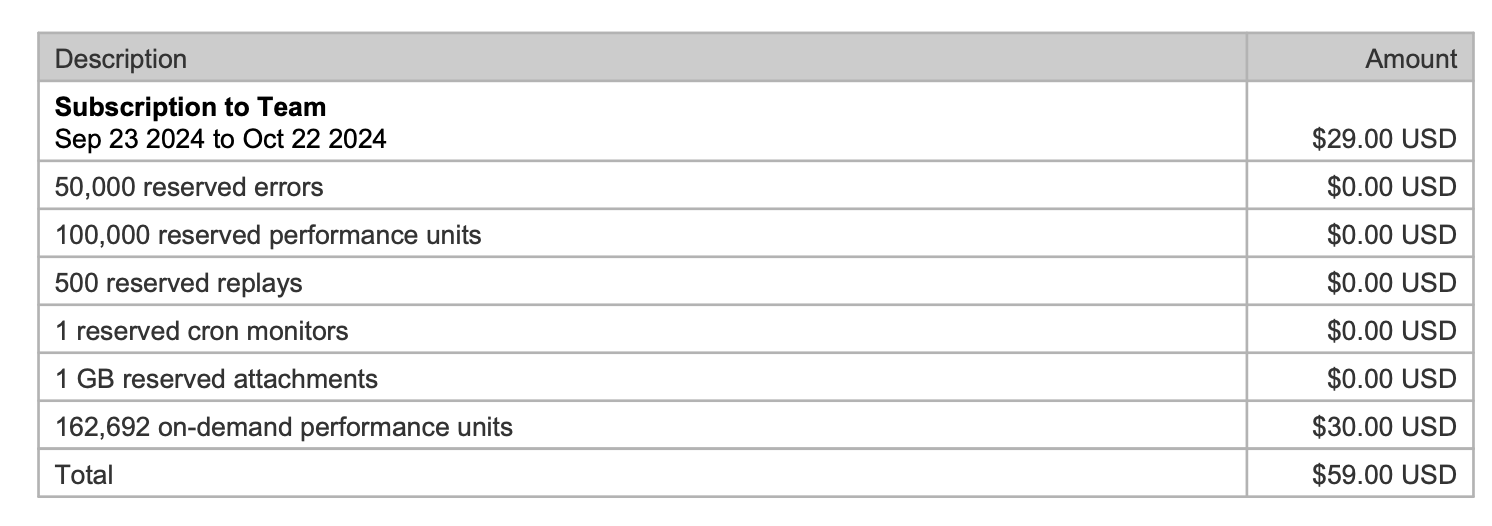 Description Amount
Subscription to Team
Sep 23 2024 to Oct 22 2024 $29.00 USD
50,000 reserved errors $0.00 USD
100,000 reserved performance units $0.00 USD
500 reserved replays $0.00 USD
1 reserved cron monitors $0.00 USD
1 GB reserved attachments $0.00 USD
162,692 on-demand performance units $30.00 USD
Total $59.00 USD